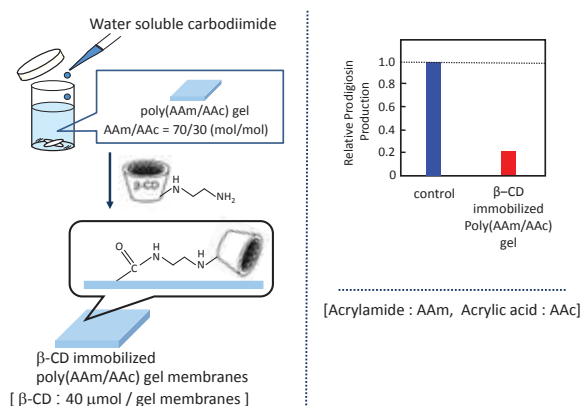 Water soluble carbodiimide
poly(AAm/AAc) gel
AAm/AAc = 70/30 (mol/mol)
β-CD
H
N
N
H
NH₂
O
C
H
N
N
H
β-CD immobilized
poly(AAm/AAc) gel membranes
[ β-CD : 40 μmol / gel membranes ]
Relative Prodigiosin
Production
1.0
0.8
0.6
0.4
0.2
0
control
β–CD
immobilized
Poly(AAm/AAc)
gel
[Acrylamide : AAm, Acrylic acid : AAc]